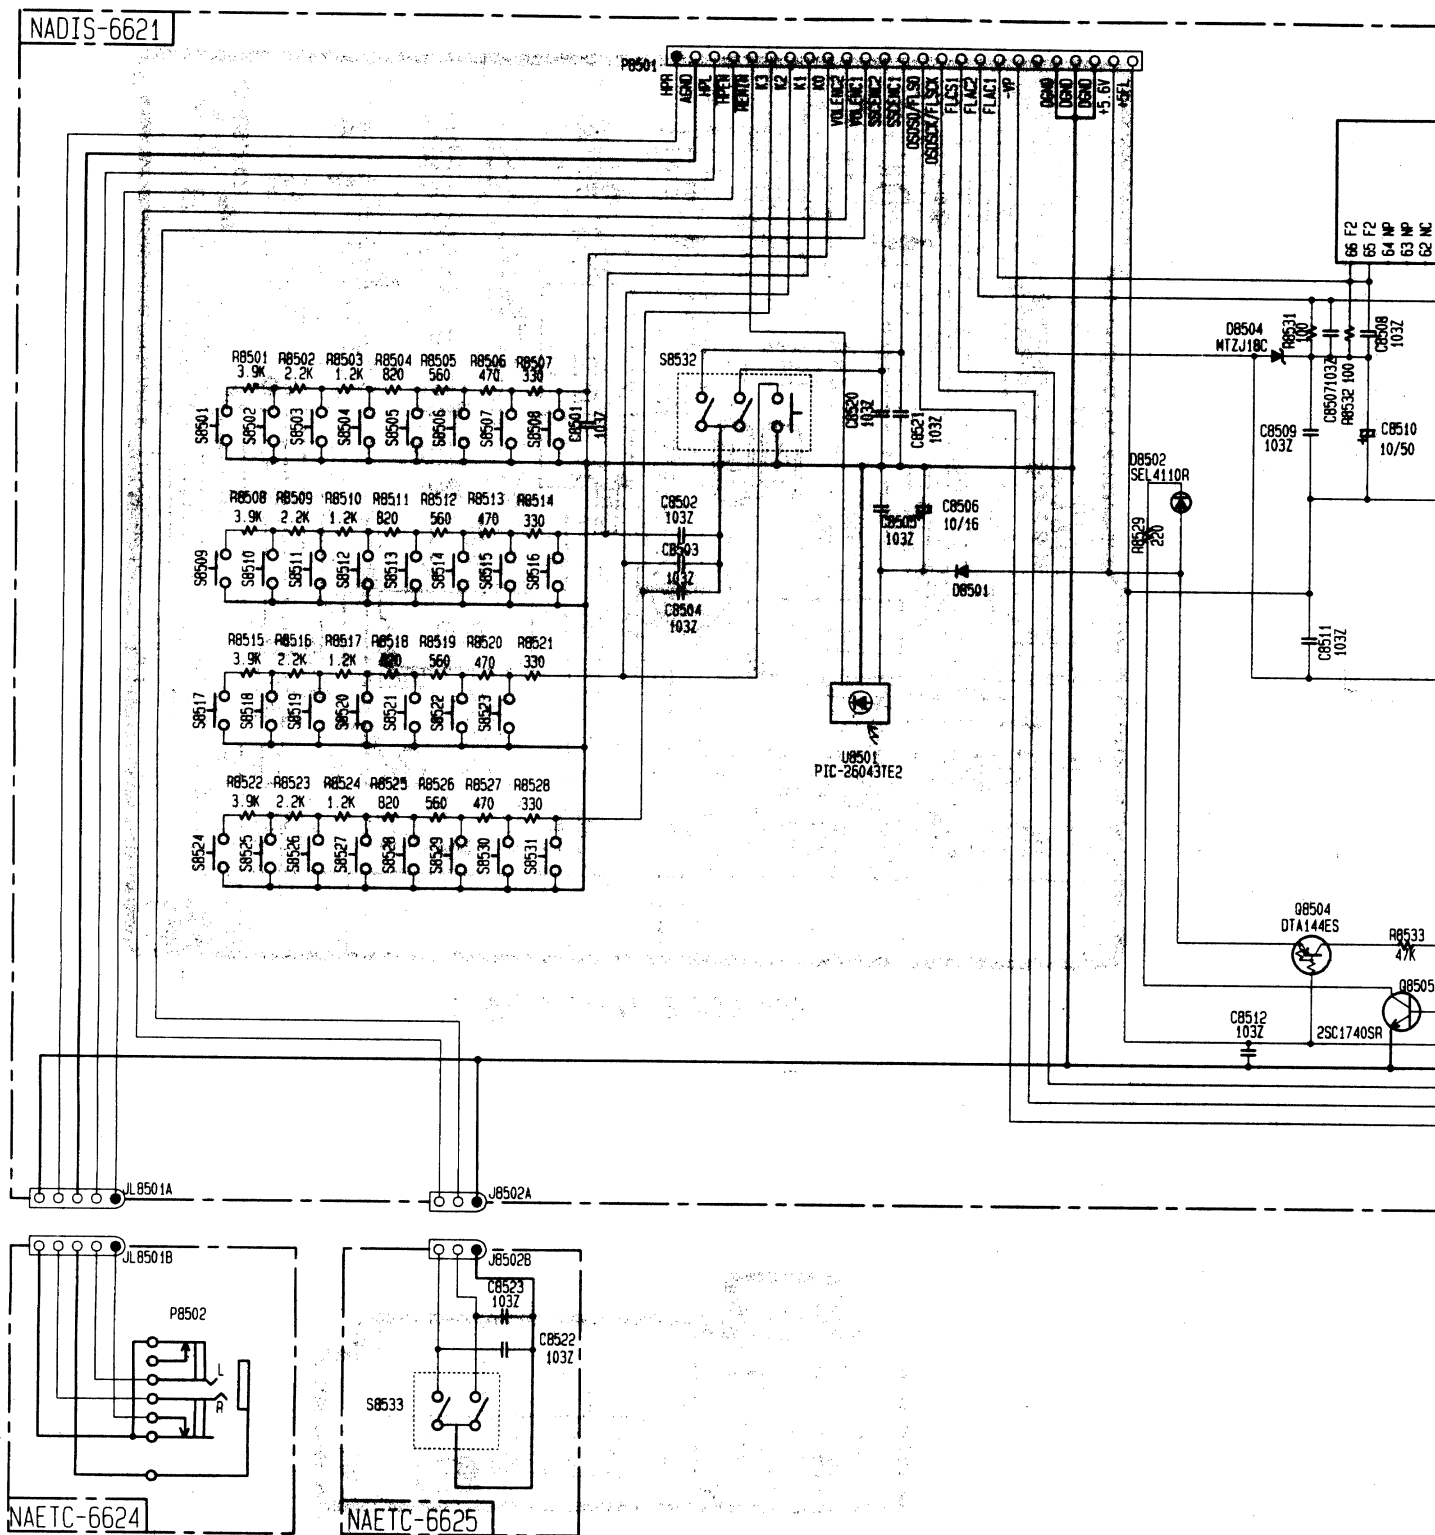 NADIS-6621
P8501
HPR
AGND
HPL
HPEN
REMIN
K3
K2
K1
K0
VOLENC2
VOLENC1
SSCENC2
SSCENC1
OSDSD/FLSD
OSDSCK/FLSCK
FLCS1
FLAC2
FLAC1
-VP
DGND
DGND
DGND
+5.6V
+SEL
66 F2
65 F2
64 NP
63 NP
62 NC
D8504
MTZJ18C
R8531
100
C8507 103Z
R8532 100
C8508
103Z
C8509
103Z
C8510
10/50
R8501 R8502 R8503 R8504 R8505 R8506 R8507
3.9K 2.2K 1.2K 820 560 470 330
S8501 S8502 S8503 S8504 S8505 S8506 S8507 S8508 C8501
103Z
S8532
C8520
103Z
C8521
103Z
D8502
SEL4110R
R8529
220
R8508 R8509 R8510 R8511 R8512 R8513 R8514
3.9K 2.2K 1.2K 820 560 470 330
S8509 S8510 S8511 S8512 S8513 S8514 S8515 S8516
C8502
103Z
C8503
103Z
C8504
103Z
C8505
103Z
C8506
10/16
D8501
C8511
103Z
R8515 R8516 R8517 R8518 R8519 R8520 R8521
3.9K 2.2K 1.2K 820 560 470 330
S8517 S8518 S8519 S8520 S8521 S8522 S8523
U8501
PIC-26043TE2
R8522 R8523 R8524 R8525 R8526 R8527 R8528
3.9K 2.2K 1.2K 820 560 470 330
S8524 S8525 S8526 S8527 S8528 S8529 S8530 S8531
Q8504
DTA144ES
R8533
47K
Q8505
2SC1740SR
C8512
103Z
JL8501A
J8502A
JL8501B
J8502B
P8502
L
R
C8523
103Z
C8522
103Z
S8533
NAETC-6624
NAETC-6625